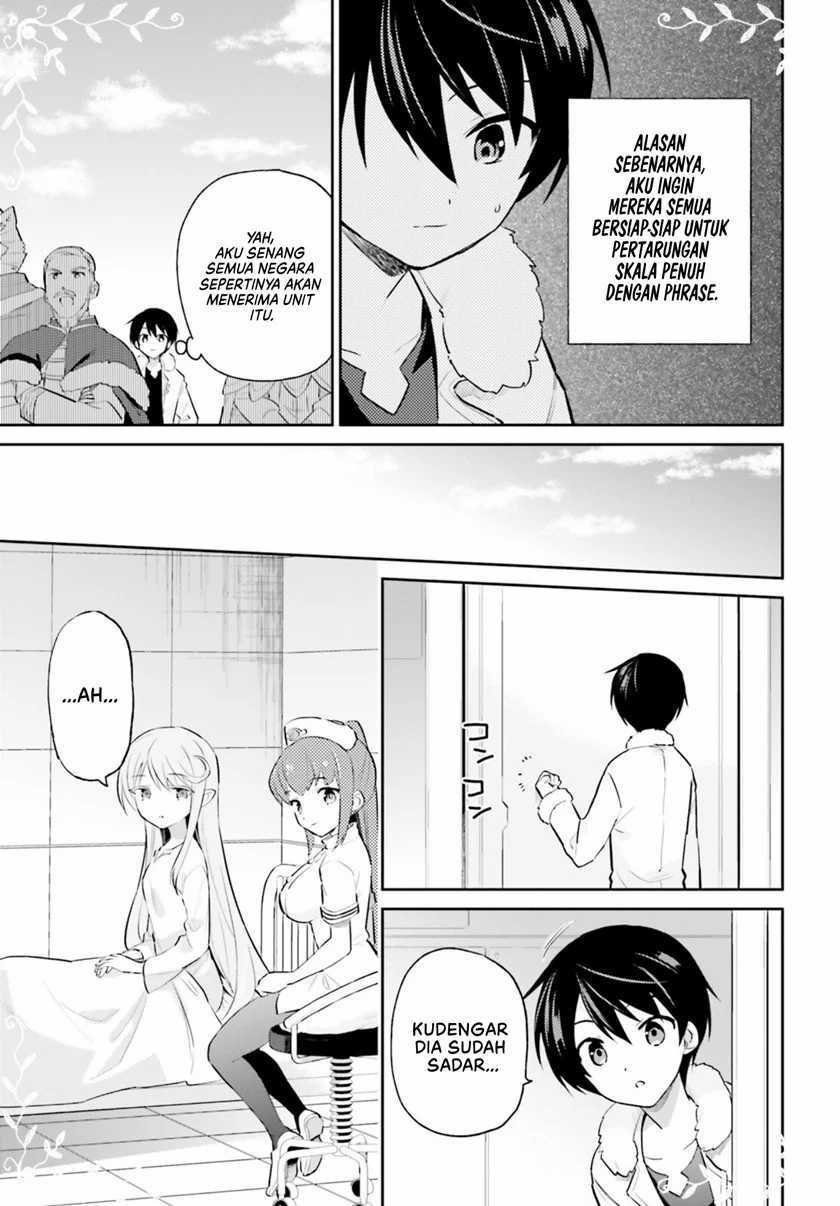 ALASAN
SEBENARNYA,
AKU INGIN
MEREKA SEMUA
BERSIAP-SIAP UNTUK
PERTARUNGAN
SKALA PENUH
DENGAN PHRASE.
YAH,
AKU SENANG
SEMUA NEGARA
SEPERTINYA AKAN
MENERIMA UNIT
ITU.
コンコン
KUDENGAR
DIA SUDAH
SADAR...
...AH...